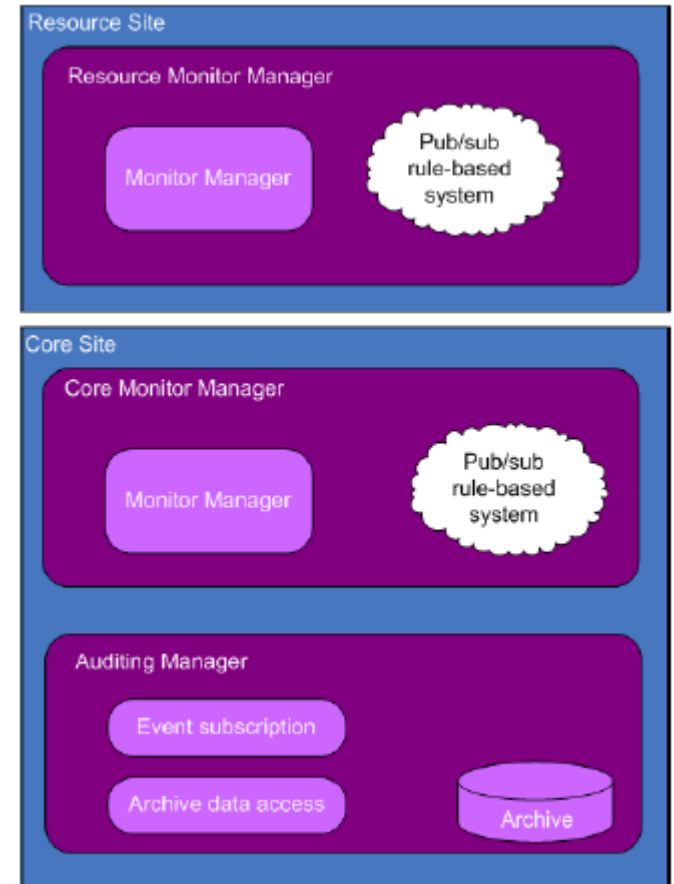 Resource Site
Resource Monitor Manager
Monitor Manager
Pub/sub
rule-based
system
Core Site
Core Monitor Manager
Monitor Manager
Pub/sub
rule-based
system
Auditing Manager
Event subscription
Archive data access
Archive